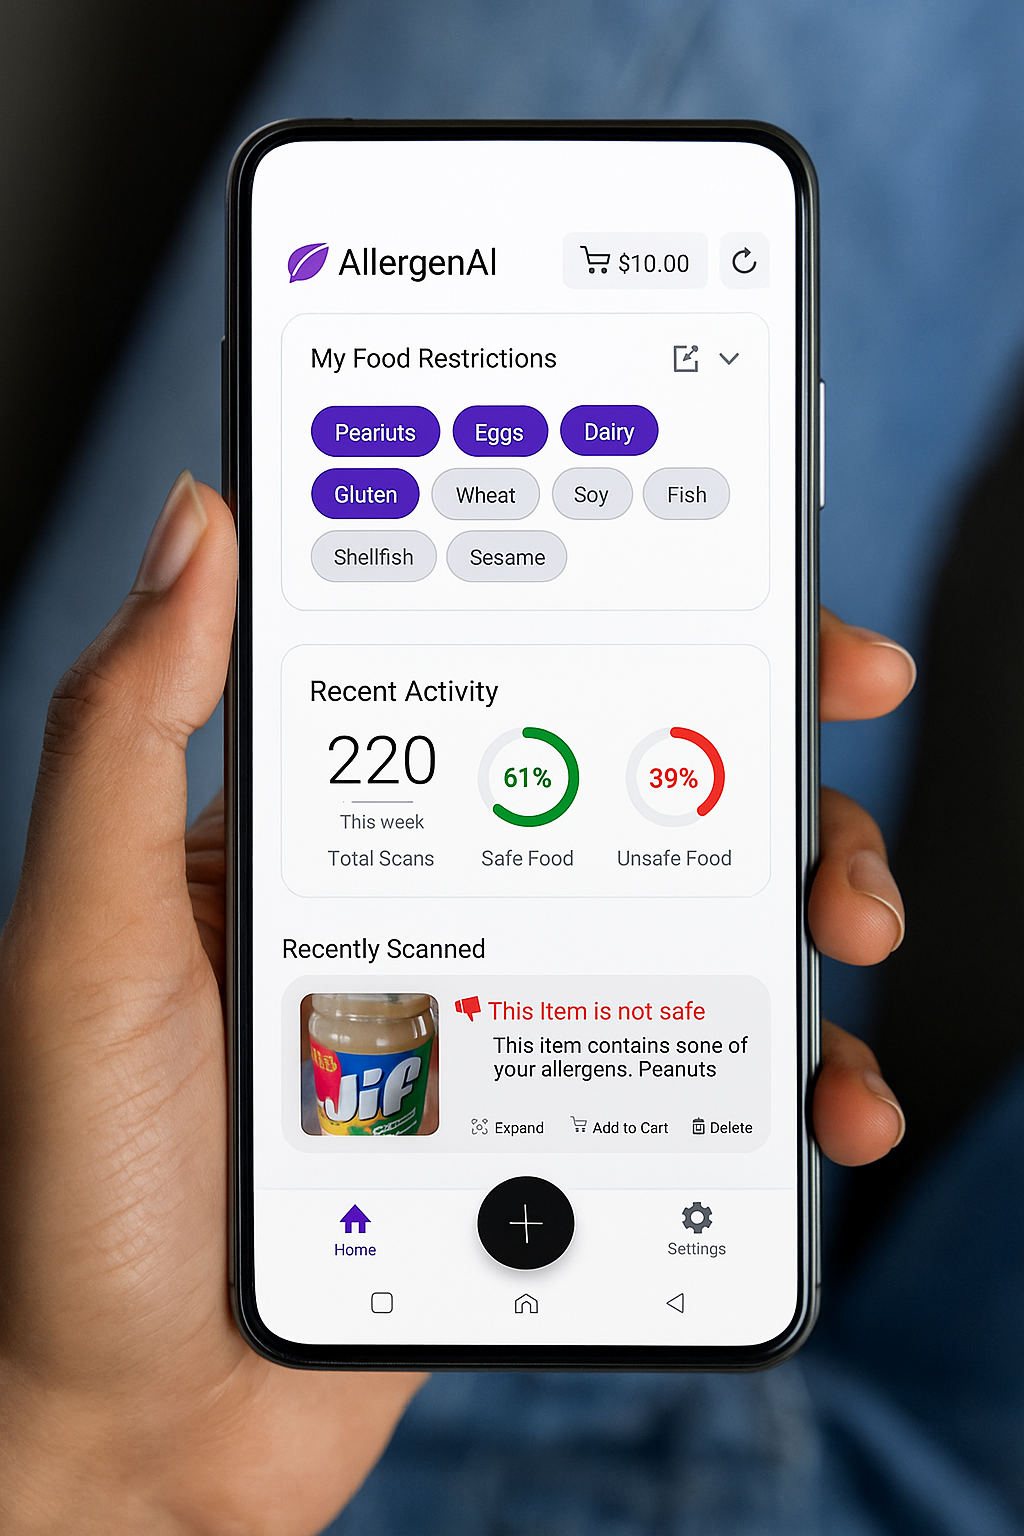 AllergenAI
$10.00
My Food Restrictions
Peariuts
Eggs
Dairy
Gluten
Wheat
Soy
Fish
Shellfish
Sesame
Recent Activity
220
This week
Total Scans
61%
Safe Food
39%
Unsafe Food
Recently Scanned
Jif
This Item is not safe
This item contains sone of
your allergens. Peanuts
Expand
Add to Cart
Delete
Home
Settings